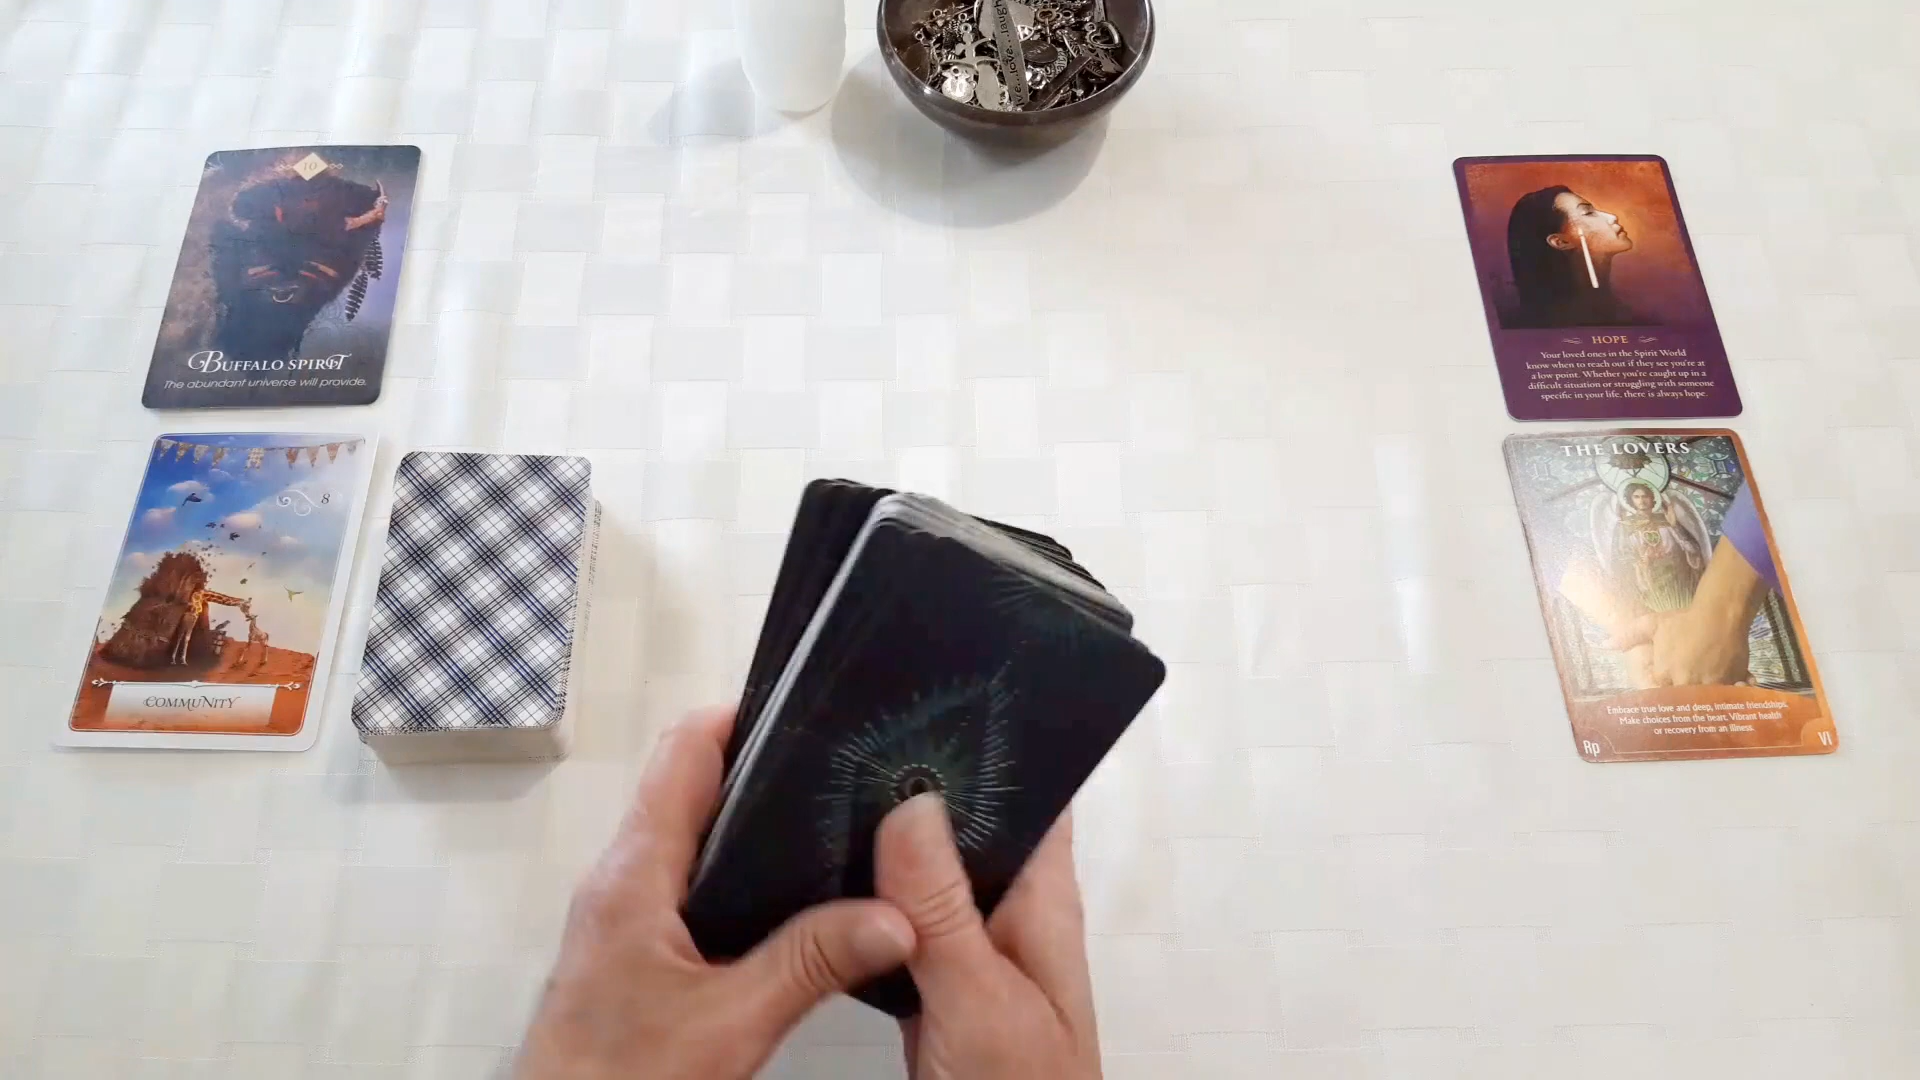 ve...love...laugh
10
BUFFALO SPIRIT
The abundant universe will provide.
8
COMMUNITY
HOPE
Your loved ones in the Spirit World
know when to reach out if they see you're at
a low point. Whether you're caught up in a
difficult situation or struggling with someone
specific in your life, there is always hope.
THE LOVERS
Embrace true love and deep, intimate friendships.
Make choices from the heart. Vibrant health
or recovery from an illness.
Rp
VI